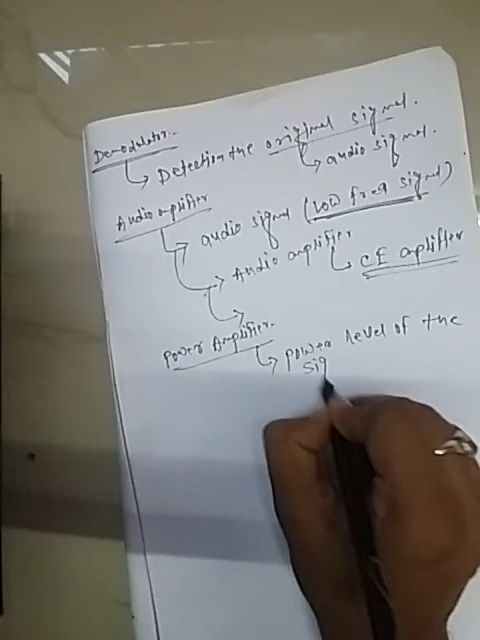 Demodulator:-
↳ Detection the original signal.
↳ audio signal.
Audio amplifier
↳ audio signal (low freq signal)
→ Audio amplifier
↳ CE aplifier
Power Amplifier:-
↳ power level of the
sig